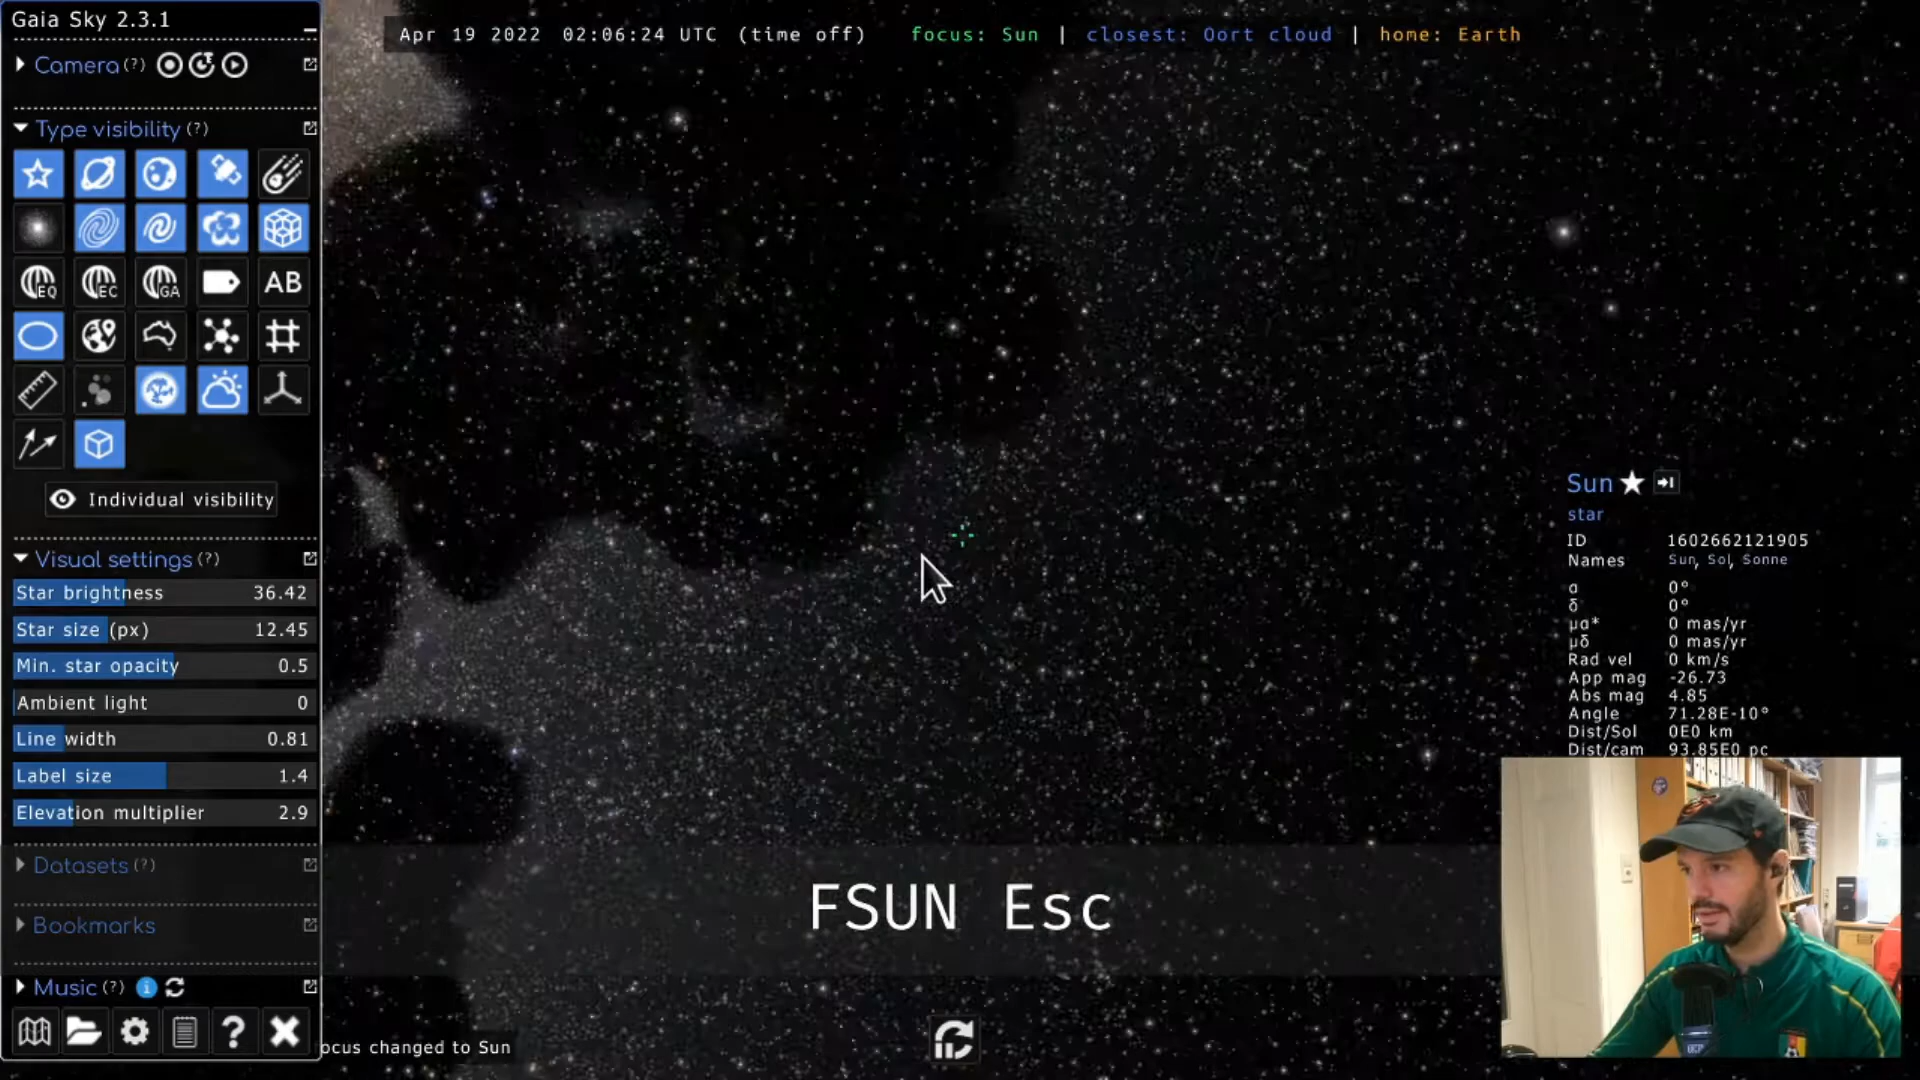 Gaia Sky 2.3.1
Camera (?)
Type visibility (?)
EQ EC GA AB
Individual visibility
Visual settings (?)
Star brightness 36.42
Star size (px) 12.45
Min. star opacity 0.5
Ambient light 0
Line width 0.81
Label size 1.4
Elevation multiplier 2.9
Datasets (?)
Bookmarks
Music (?) i
?
Apr 19 2022 02:06:24 UTC (time off) focus: Sun | closest: Oort cloud | home: Earth
Sun
star
ID 1602662121905
Names Sun, Sol, Sonne
α 0°
δ 0°
μα* 0 mas/yr
μδ 0 mas/yr
Rad vel 0 km/s
App mag -26.73
Abs mag 4.85
Angle 71.28E-10°
Dist/Sol 0E0 km
Dist/cam 93.85E0 pc
FSUN Esc
ocus changed to Sun